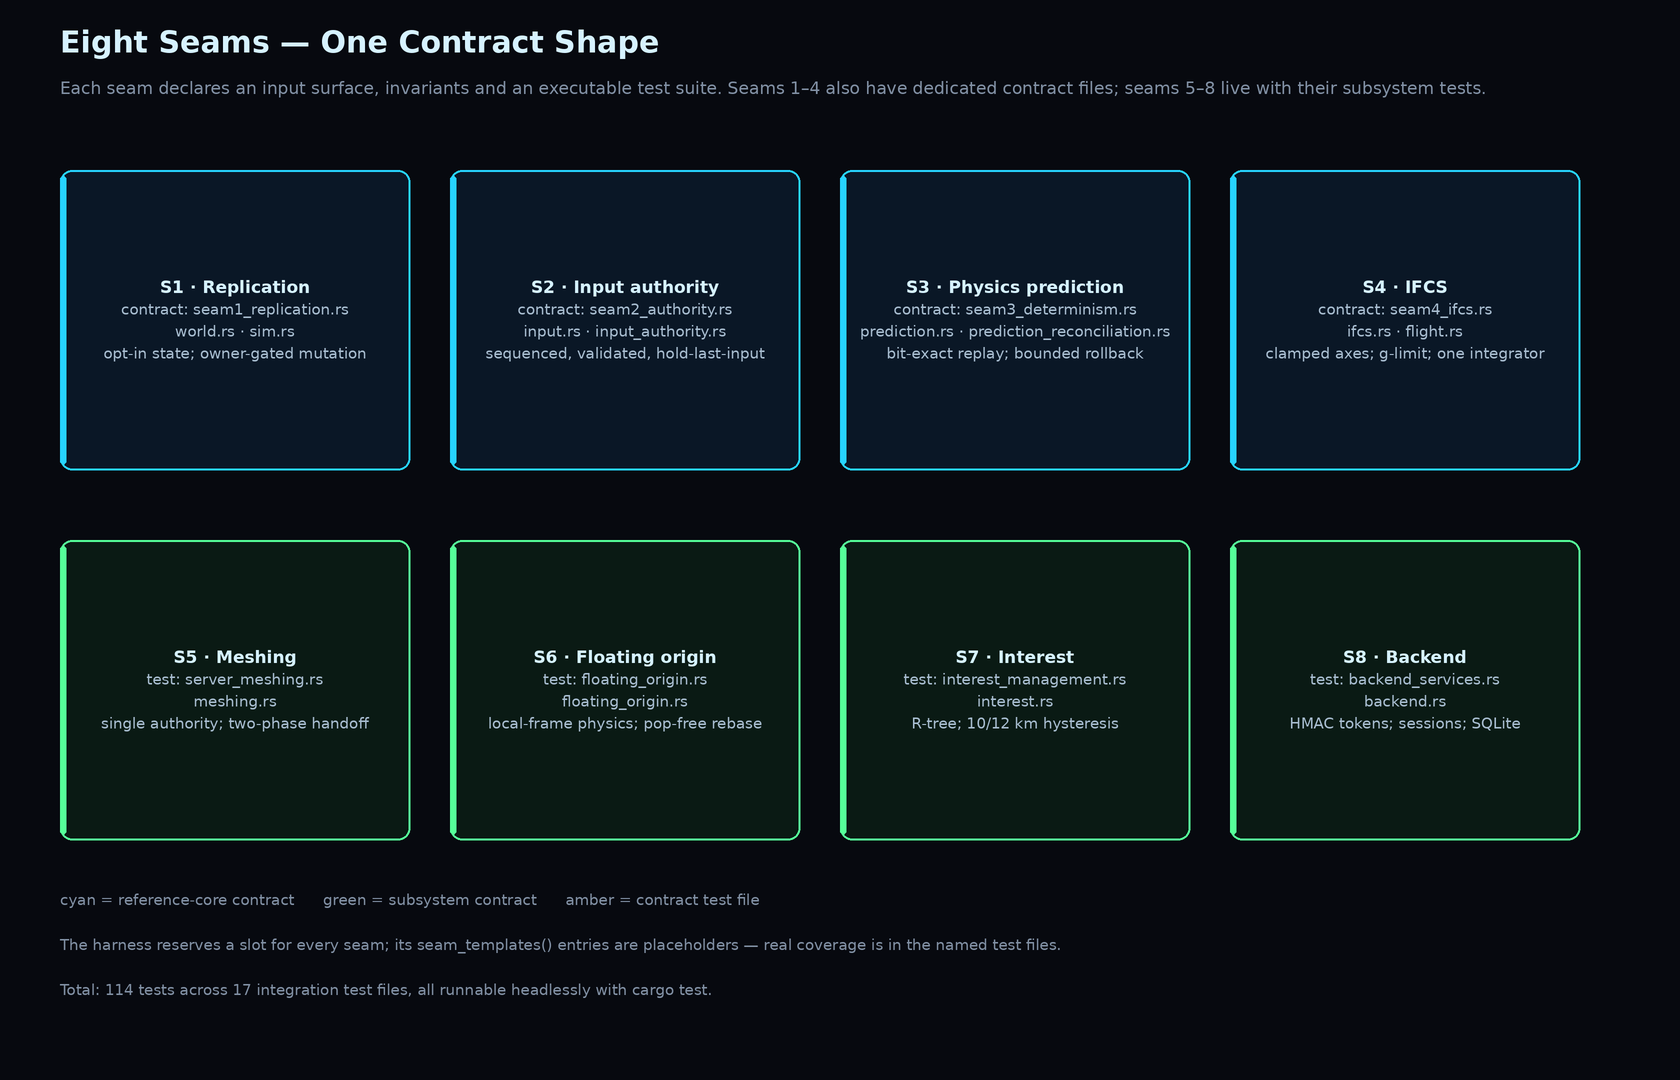 Eight Seams — One Contract Shape
Each seam declares an input surface, invariants and an executable test suite. Seams 1–4 also have dedicated contract files; seams 5–8 live with their subsystem tests.
S1 · Replication
contract: seam1_replication.rs
world.rs · sim.rs
opt-in state; owner-gated mutation
S2 · Input authority
contract: seam2_authority.rs
input.rs · input_authority.rs
sequenced, validated, hold-last-input
S3 · Physics prediction
contract: seam3_determinism.rs
prediction.rs · prediction_reconciliation.rs
bit-exact replay; bounded rollback
S4 · IFCS
contract: seam4_ifcs.rs
ifcs.rs · flight.rs
clamped axes; g-limit; one integrator
S5 · Meshing
test: server_meshing.rs
meshing.rs
single authority; two-phase handoff
S6 · Floating origin
test: floating_origin.rs
floating_origin.rs
local-frame physics; pop-free rebase
S7 · Interest
test: interest_management.rs
interest.rs
R-tree; 10/12 km hysteresis
S8 · Backend
test: backend_services.rs
backend.rs
HMAC tokens; sessions; SQLite
cyan = reference-core contract green = subsystem contract amber = contract test file
The harness reserves a slot for every seam; its seam_templates() entries are placeholders — real coverage is in the named test files.
Total: 114 tests across 17 integration test files, all runnable headlessly with cargo test.